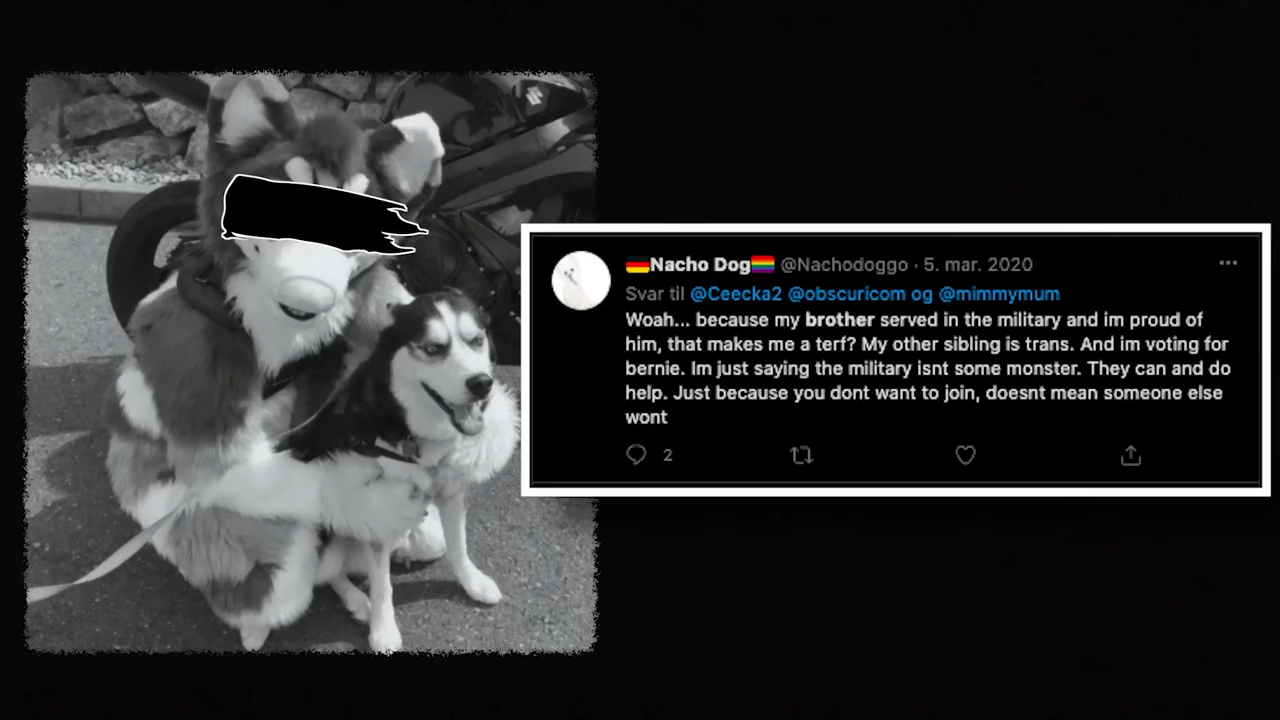 Nacho Dog @Nachodoggo · 5. mar. 2020
Svar til @Ceecka2 @obscuricom og @mimmymum
Woah... because my brother served in the military and im proud of
him, that makes me a terf? My other sibling is trans. And im voting for
bernie. Im just saying the military isnt some monster. They can and do
help. Just because you dont want to join, doesnt mean someone else
wont
2